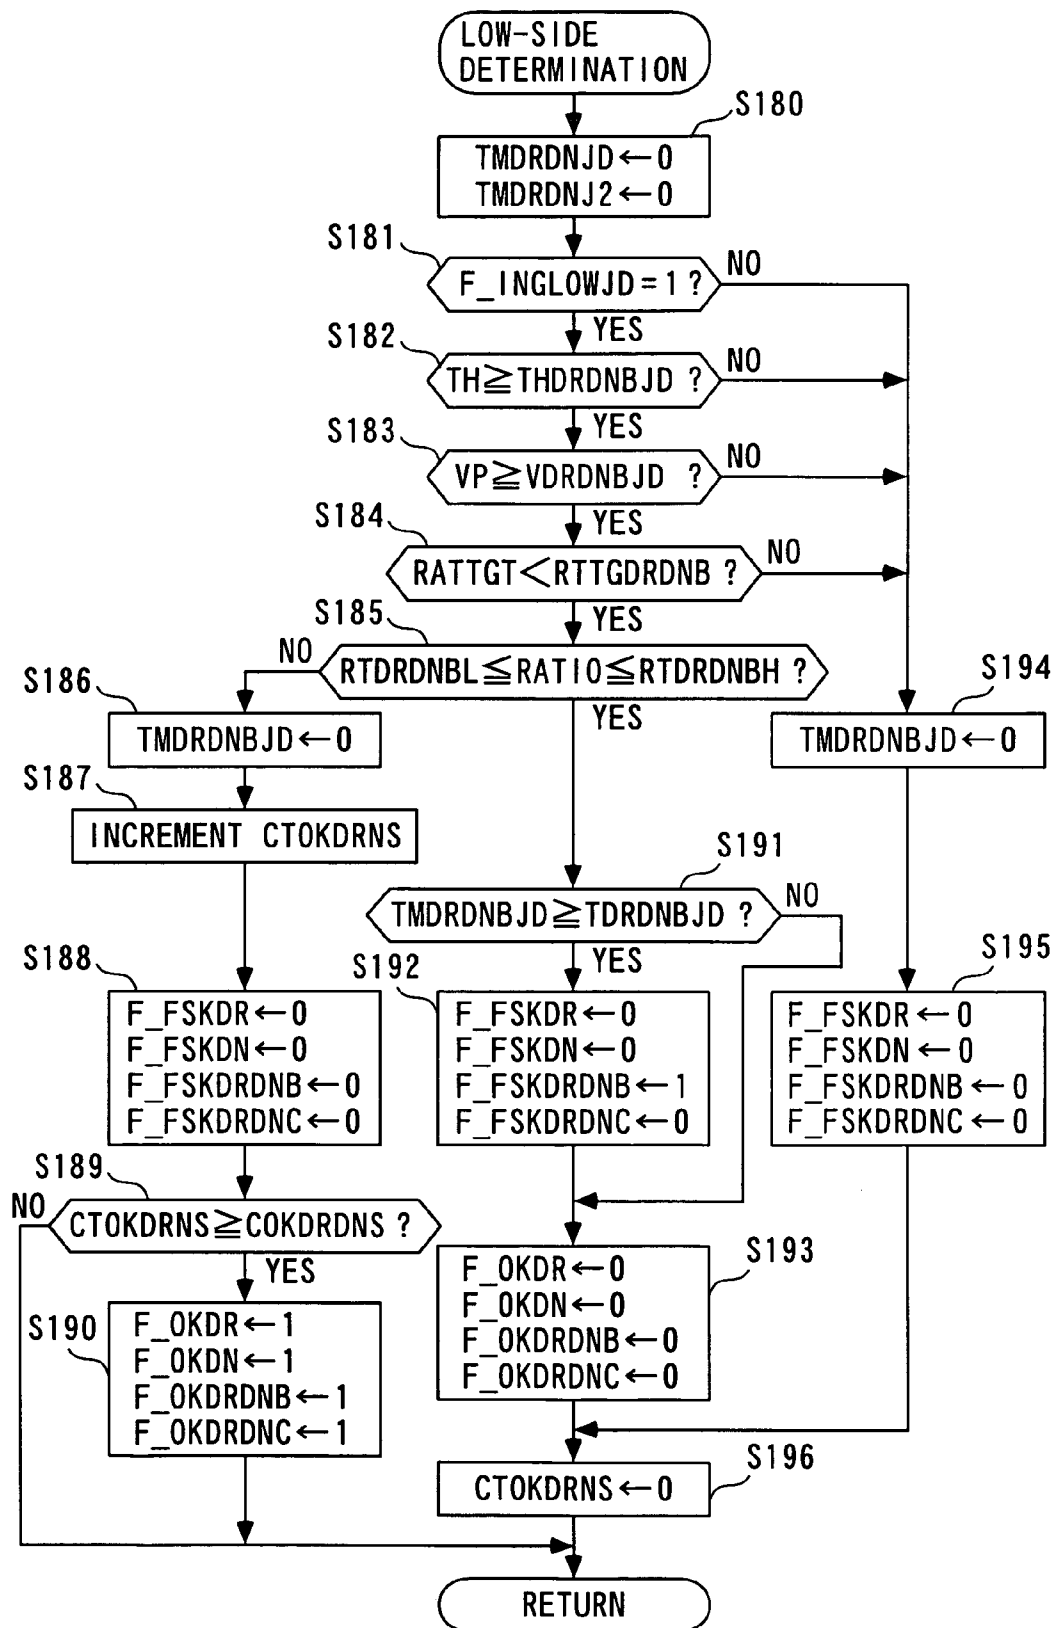 LOW-SIDE
DETERMINATION
S180
TMDRDNJD←0
TMDRDNJ2←0
S181
F_INGLOWJD=1 ?
NO
YES
S182
TH≧THDRDNBJD ?
NO
YES
S183
VP≧VDRDNBJD ?
NO
YES
S184
RATTGT<RTTGDRDNB ?
NO
YES
S185
NO
RTDRDNBL≦RATIO≦RTDRDNBH ?
YES
S186
TMDRDNBJD←0
S194
TMDRDNBJD←0
S187
INCREMENT CTOKDRNS
S191
TMDRDNBJD≧TDRDNBJD ?
NO
YES
S188
F_FSKDR←0
F_FSKDN←0
F_FSKDRDNB←0
F_FSKDRDNC←0
S192
F_FSKDR←0
F_FSKDN←0
F_FSKDRDNB←1
F_FSKDRDNC←0
S195
F_FSKDR←0
F_FSKDN←0
F_FSKDRDNB←0
F_FSKDRDNC←0
S189
NO
CTOKDRNS≧COKDRDNS ?
YES
S190
F_OKDR←1
F_OKDN←1
F_OKDRDNB←1
F_OKDRDNC←1
S193
F_OKDR←0
F_OKDN←0
F_OKDRDNB←0
F_OKDRDNC←0
S196
CTOKDRNS←0
RETURN